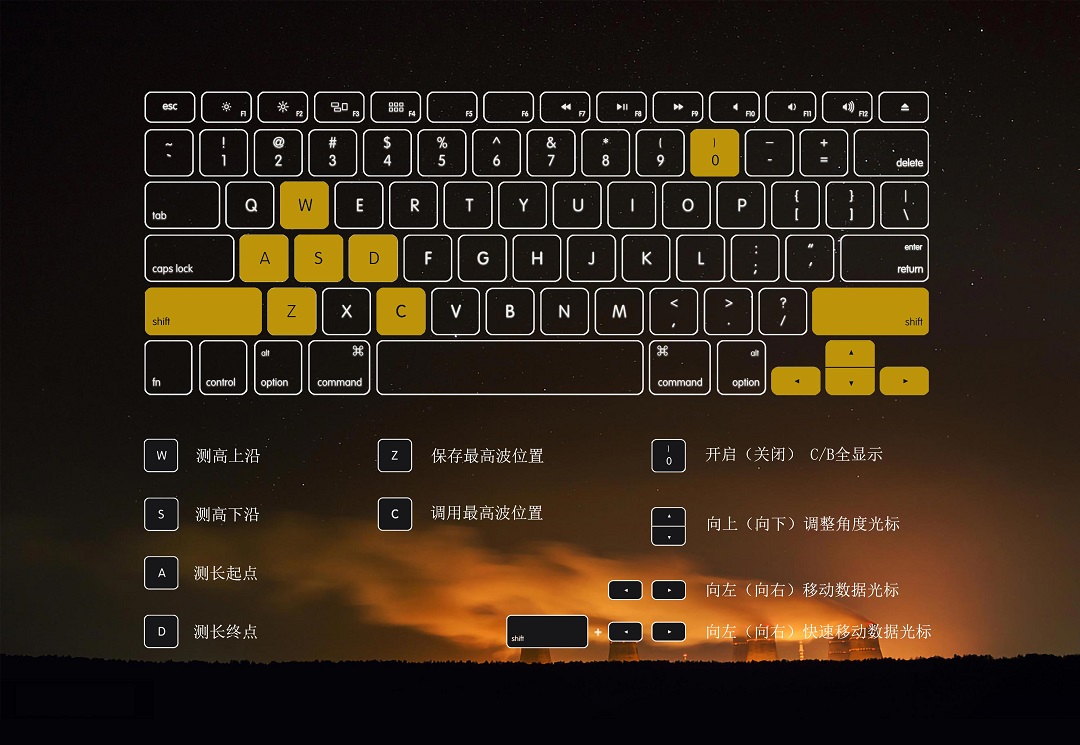 esc F1 F2 F3 F4 F5 F6 F7 F8 F9 F10 F11 F12
~ ` ! 1 @ 2 # 3 $ 4 % 5 ^ 6 & 7 * 8 ( 9 | 0 — - + = delete
tab Q W E R T Y U I O P { [ } ] | \
caps lock A S D F G H J K L : ; “ ‘ enter return
shift Z X C V B N M < , > . ? / shift
fn control alt option ⌘ command ⌘ command alt option ◂ ▴ ▾ ▸
W 测高上沿 Z 保存最高波位置 | 0 开启（关闭） C/B全显示
S 测高下沿 C 调用最高波位置 ▴ ▾ 向上（向下）调整角度光标
A 测长起点 ◂ ▸ 向左（向右）移动数据光标
D 测长终点 shift + ◂ ▸ 向左（向右）快速移动数据光标